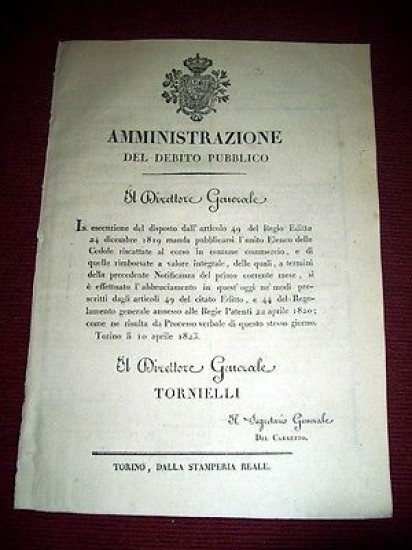 AMMINISTRAZIONE
DEL DEBITO PUBBLICO
Il Direttore Generale
In esecuzione del disposto dall'articolo 49 del Regio Editto
24 dicembre 1819 manda pubblicarsi l'unito Elenco delle
Cedole riscattate al corso in comune commercio, e di
quelle rimborsate a valore integrale, delle quali, a termini
della precedente Notificanza del primo corrente mese, si
è effettuato l'abbruciamento in quest'oggi ne' modi pre-
scritti dagli articoli 49 del citato Editto, e 44 del Rego-
lamento generale annesso alle Regie Patenti 22 aprile 1820;
come ne risulta da Processo verbale di questo stesso giorno.
Torino li 10 aprile 1823.
Il Direttore Generale
TORNIELLI
Il Segretario Generale
Del Carretto.
TORINO, DALLA STAMPERIA REALE.